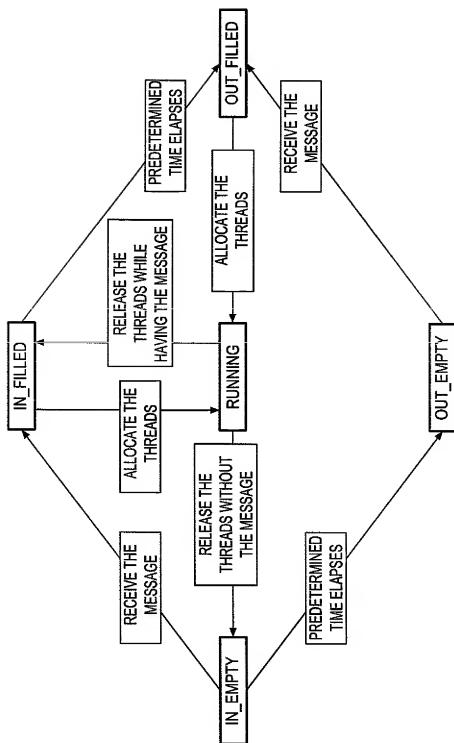 IN_FILLED
RECEIVE THE
MESSAGE
ALLOCATE THE
THREADS
RELEASE THE
THREADS WHILE
HAVING THE MESSAGE
PREDETERMINED
TIME ELAPSES
IN_EMPTY
RELEASE THE
THREADS WITHOUT
THE MESSAGE
RUNNING
ALLOCATE THE
THREADS
OUT_FILLED
PREDETERMINED
TIME ELAPSES
RECEIVE THE
MESSAGE
OUT_EMPTY